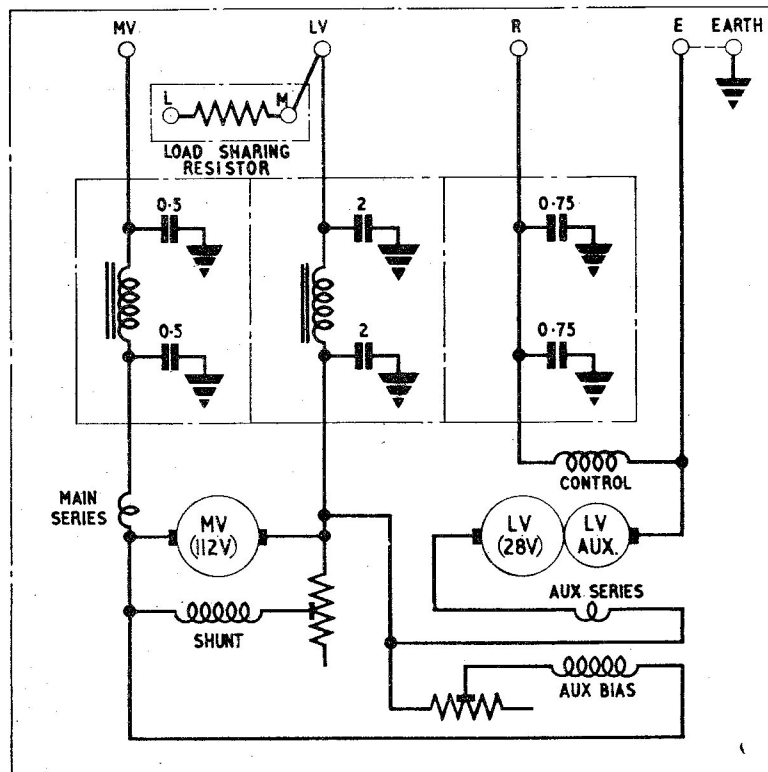 MV LV R E EARTH
L M
LOAD SHARING
RESISTOR
0·5 2 0·75
0·5 2 0·75
CONTROL
MAIN
SERIES
MV
(112V)
LV
(28V)
LV
AUX.
AUX SERIES
SHUNT
AUX BIAS